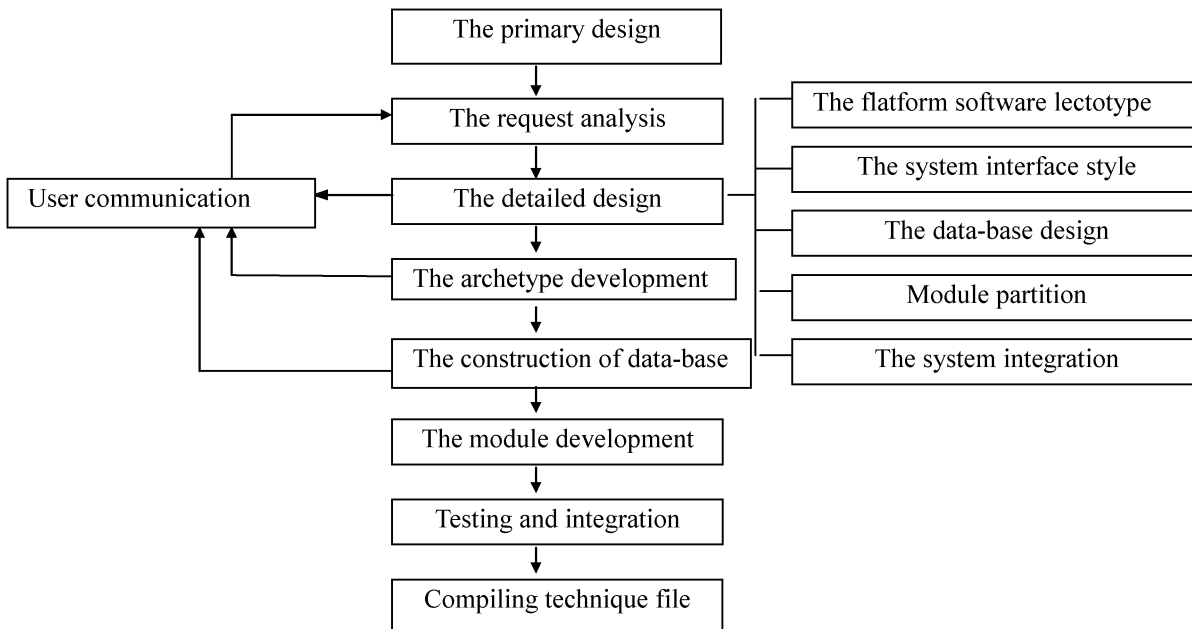 The primary design
The request analysis
The detailed design
The archetype development
The construction of data-base
The module development
Testing and integration
Compiling technique file
User communication
The flatform software lectotype
The system interface style
The data-base design
Module partition
The system integration